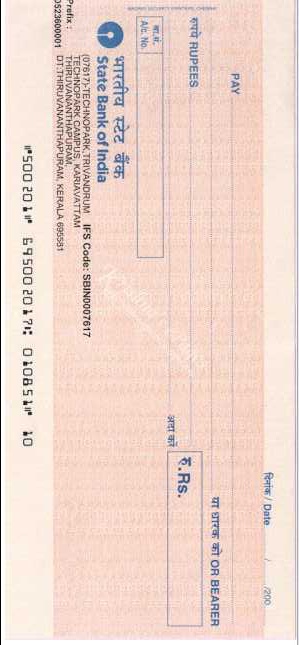 दिनांक / Date / /200
PAY
या धारक को OR BEARER
रुपये RUPEES
अदा करें
रु.Rs.
खा.सं.
A/c. No.
भारतीय स्टेट बैंक
State Bank of India
(07617)-TECHNOPARK,TRIVANDRUM IFS Code: SBIN0007617
TECHNOPARK CAMPUS, KARIAVATTAM
THIRUVANANTHAPURAM,
DT:THIRUVANANTHAPURAM, KERALA 695581
Prefix :
0523600001
⑈500201⑈ 695002017⑆ 010851⑈ 10